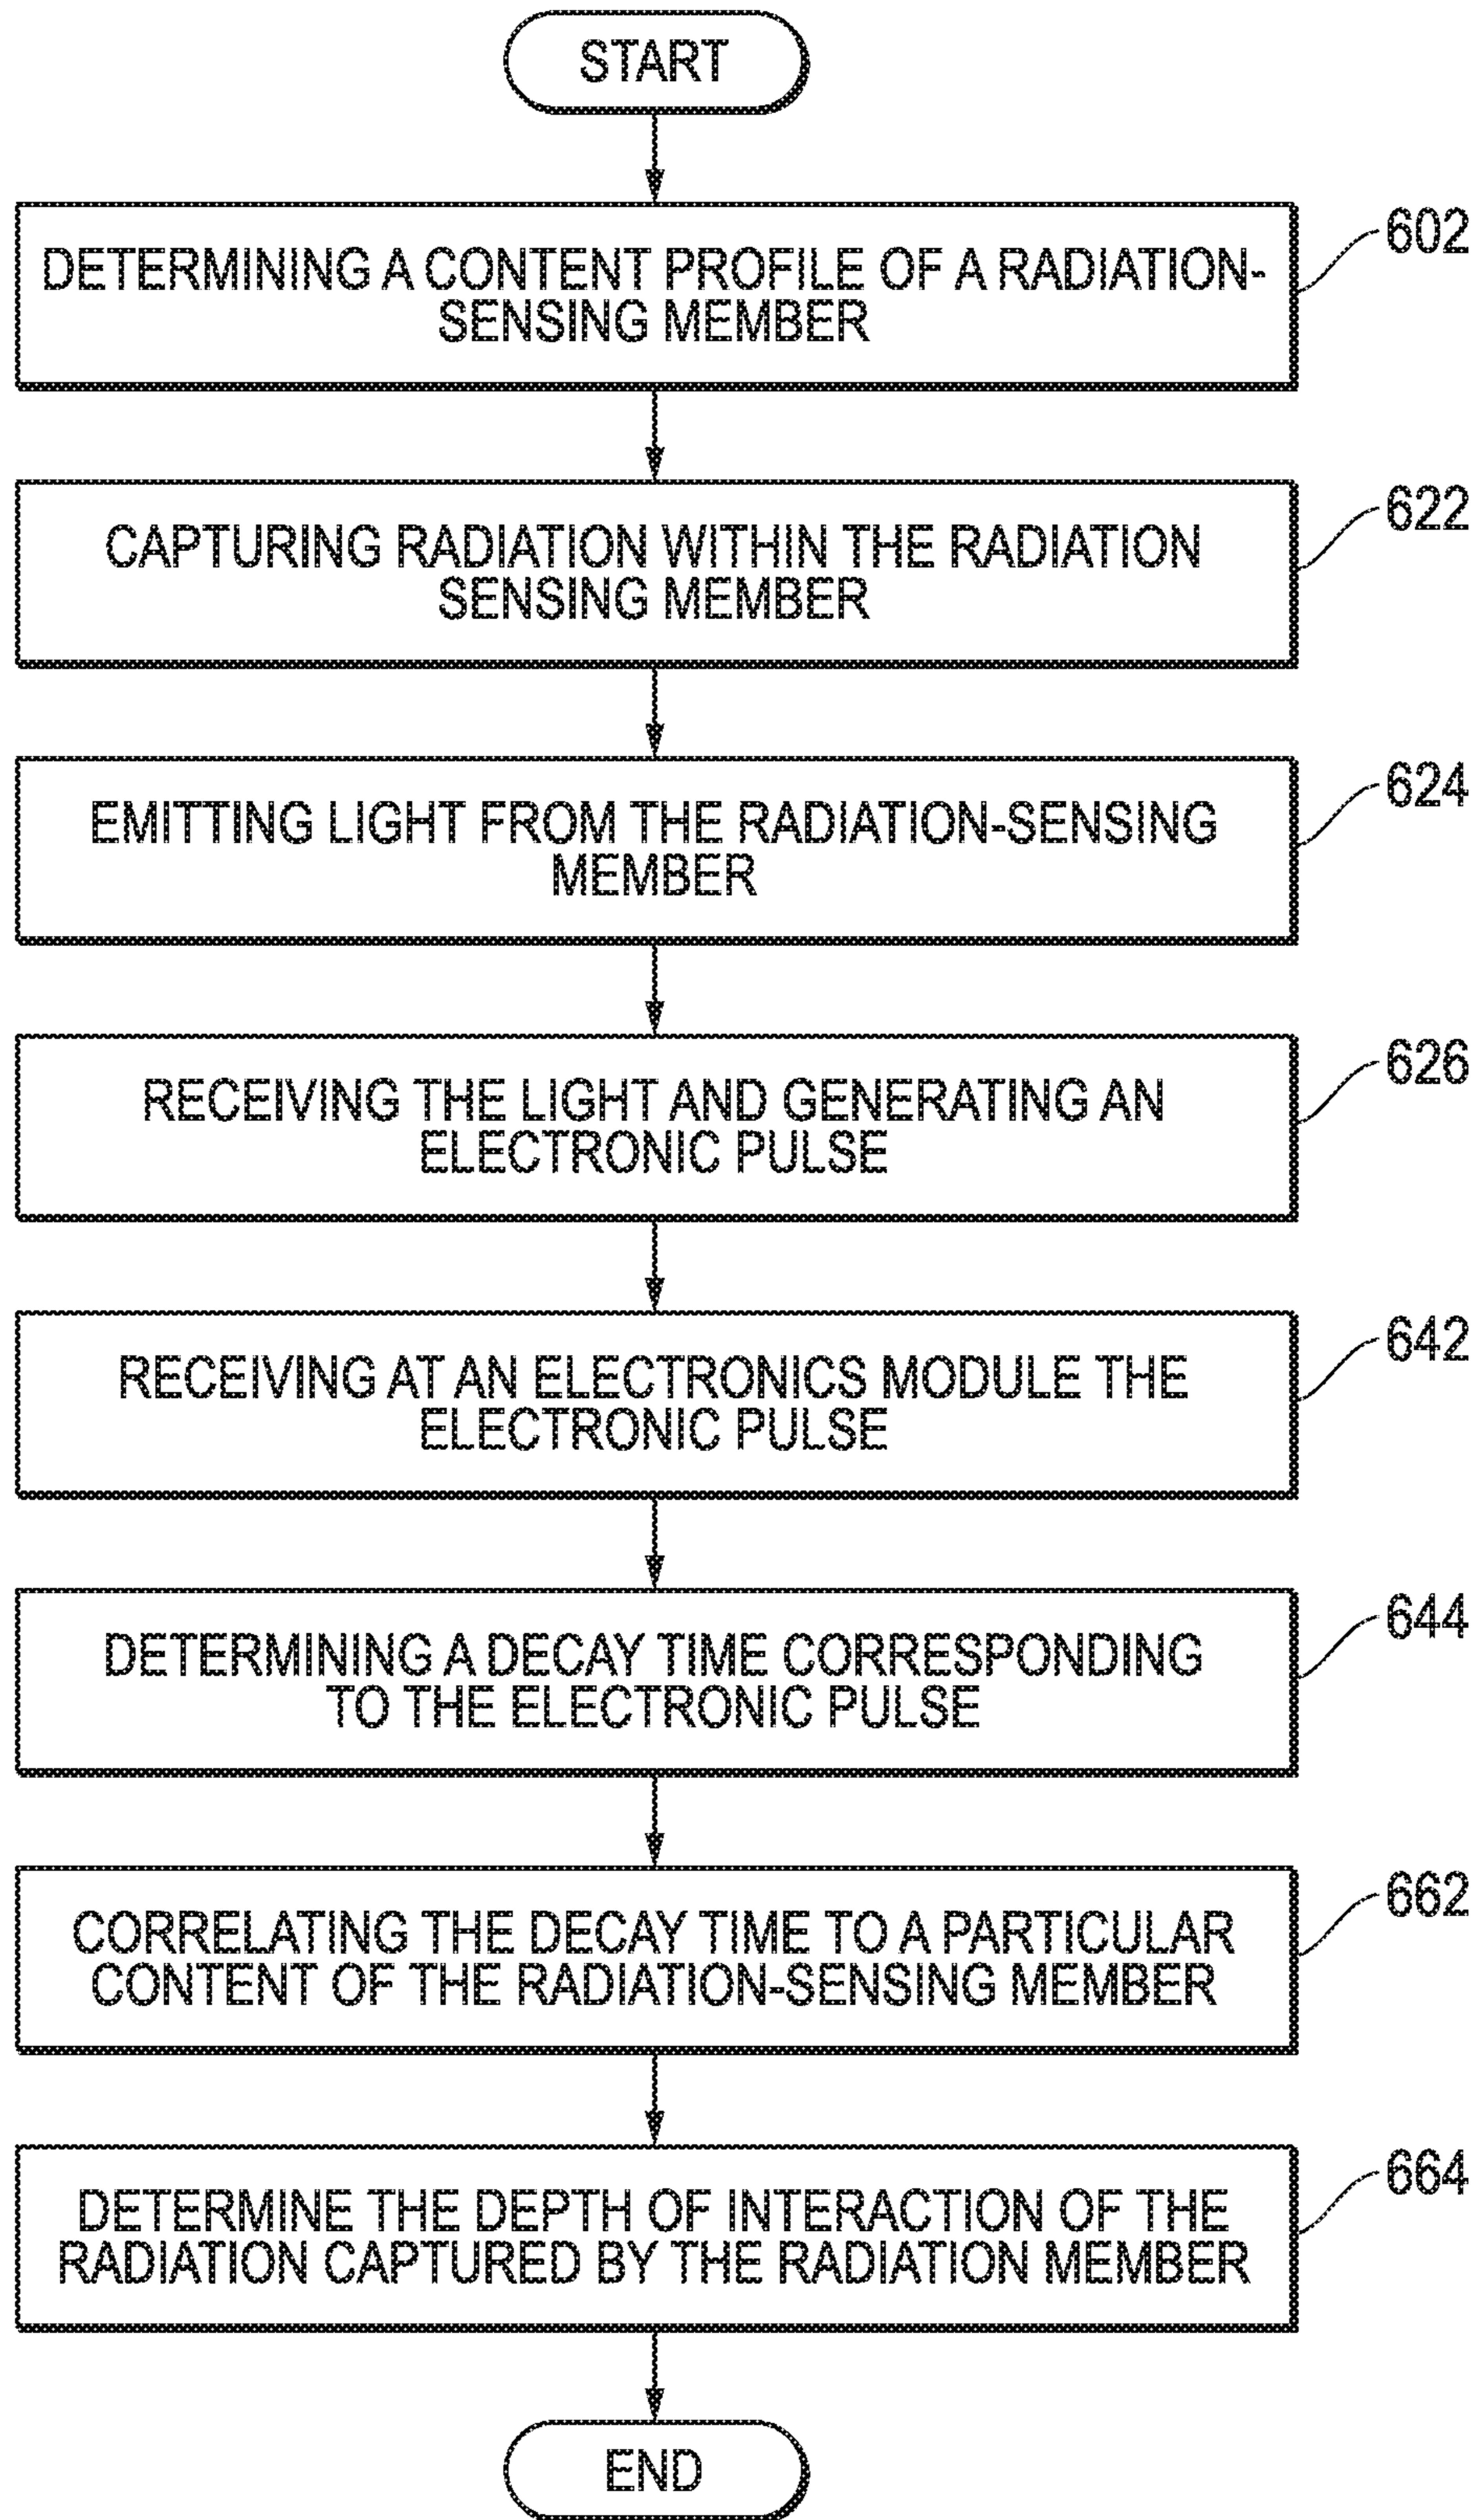 START
DETERMINING A CONTENT PROFILE OF A RADIATION-
SENSING MEMBER
602
CAPTURING RADIATION WITHIN THE RADIATION
SENSING MEMBER
622
EMITTING LIGHT FROM THE RADIATION-SENSING
MEMBER
624
RECEIVING THE LIGHT AND GENERATING AN
ELECTRONIC PULSE
626
RECEIVING AT AN ELECTRONICS MODULE THE
ELECTRONIC PULSE
642
DETERMINING A DECAY TIME CORRESPONDING
TO THE ELECTRONIC PULSE
644
CORRELATING THE DECAY TIME TO A PARTICULAR
CONTENT OF THE RADIATION-SENSING MEMBER
662
DETERMINE THE DEPTH OF INTERACTION OF THE
RADIATION CAPTURED BY THE RADIATION MEMBER
664
END